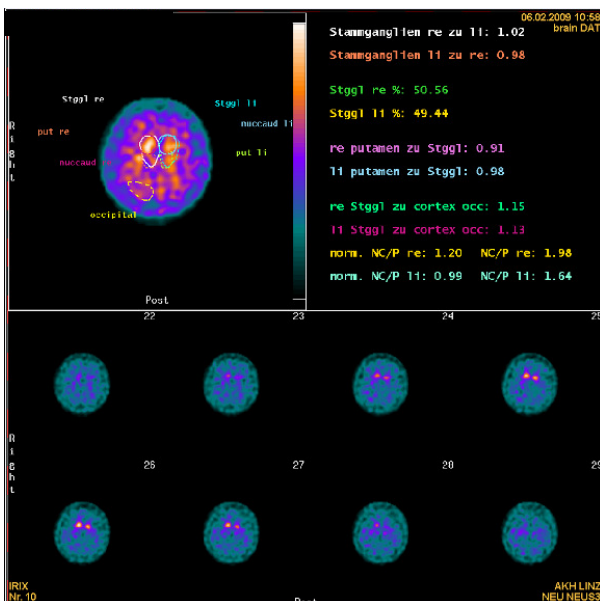 06.02.2009 10:58
brain DAT
Stammganglien re zu li: 1.02
Stammganglien li zu re: 0.98
Stggl re %: 50.56
Stggl li %: 49.44
re putamen zu Stggl: 0.91
li putamen zu Stggl: 0.98
re Stggl zu cortex occ: 1.15
li Stggl zu cortex occ: 1.13
norm. NC/P re: 1.20 NC/P re: 1.98
norm. NC/P li: 0.99 NC/P li: 1.64
Stggl re
Stggl li
nuccaud li
put re
put li
nuccaud
occipital
Right
Post
22 23 24 25
Right
26 27 28 29
IRIX
Nr. 10
AKH LINZ
NEU NEUS3